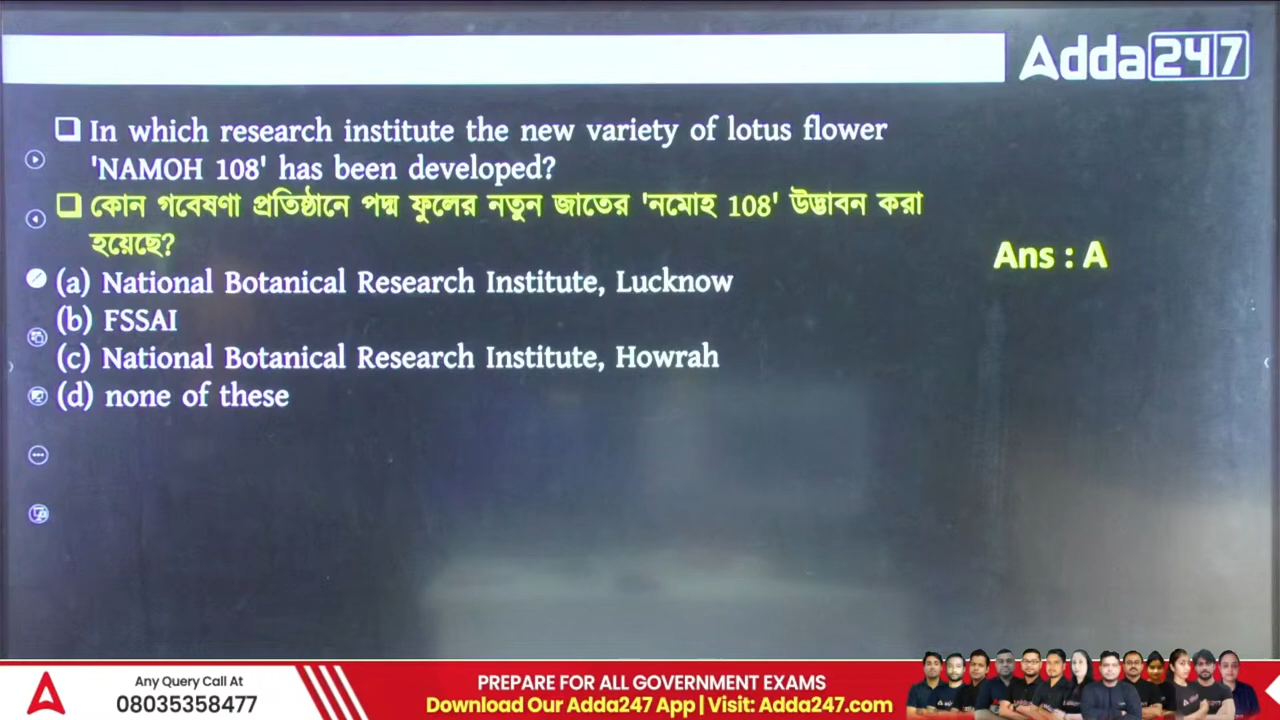 Adda247
❑ In which research institute the new variety of lotus flower
'NAMOH 108' has been developed?
❑ কোন গবেষণা প্রতিষ্ঠানে পদ্ম ফুলের নতুন জাতের 'নমোহ 108' উদ্ভাবন করা
হয়েছে?
Ans : A
(a) National Botanical Research Institute, Lucknow
(b) FSSAI
(c) National Botanical Research Institute, Howrah
(d) none of these
Any Query Call At
08035358477
PREPARE FOR ALL GOVERNMENT EXAMS
Download Our Adda247 App | Visit: Adda247.com